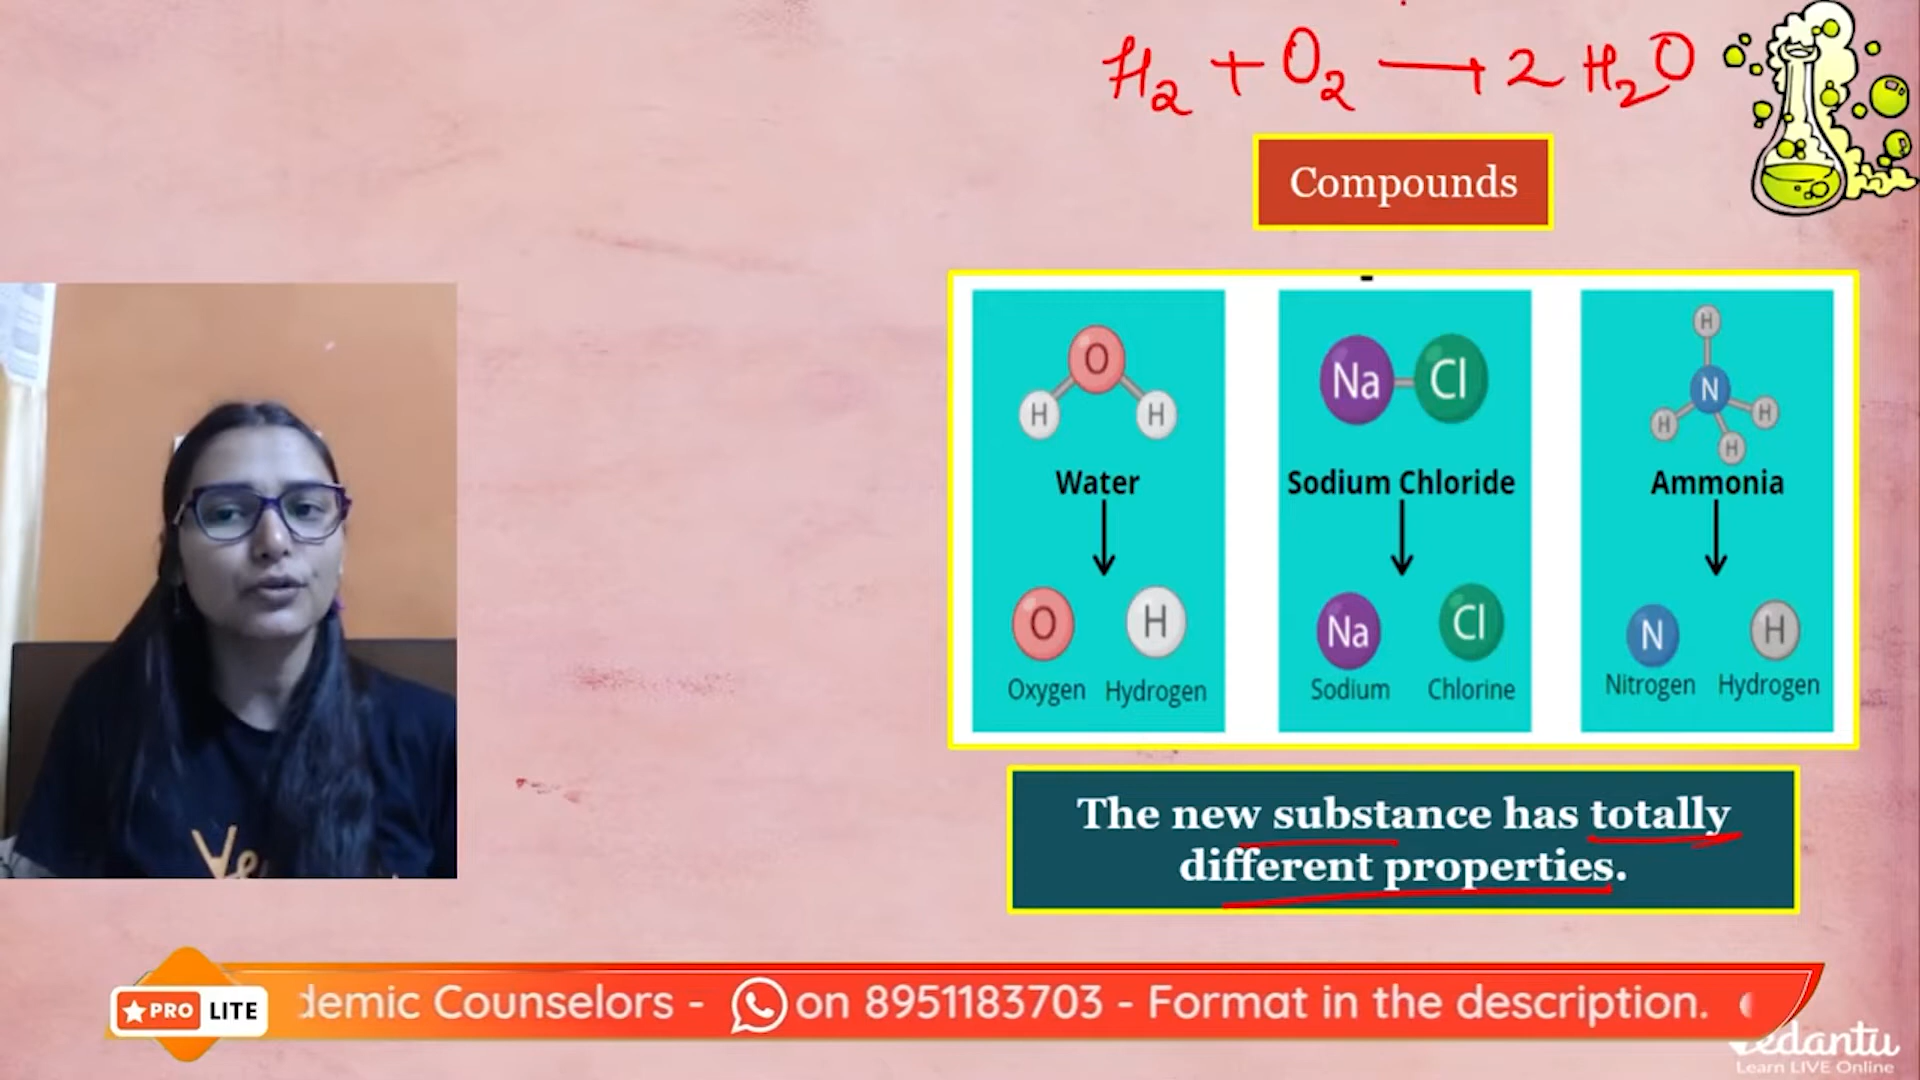 H₂ + O₂ → 2 H₂O
Compounds
O
H H
Water
O H
Oxygen Hydrogen
Na Cl
Sodium Chloride
Na Cl
Sodium Chlorine
H
N
H H
H
Ammonia
N H
Nitrogen Hydrogen
The new substance has totally
different properties.
Ve
PRO LITE
demic Counselors - on 8951183703 - Format in the description.
Vedantu
Learn LIVE Online